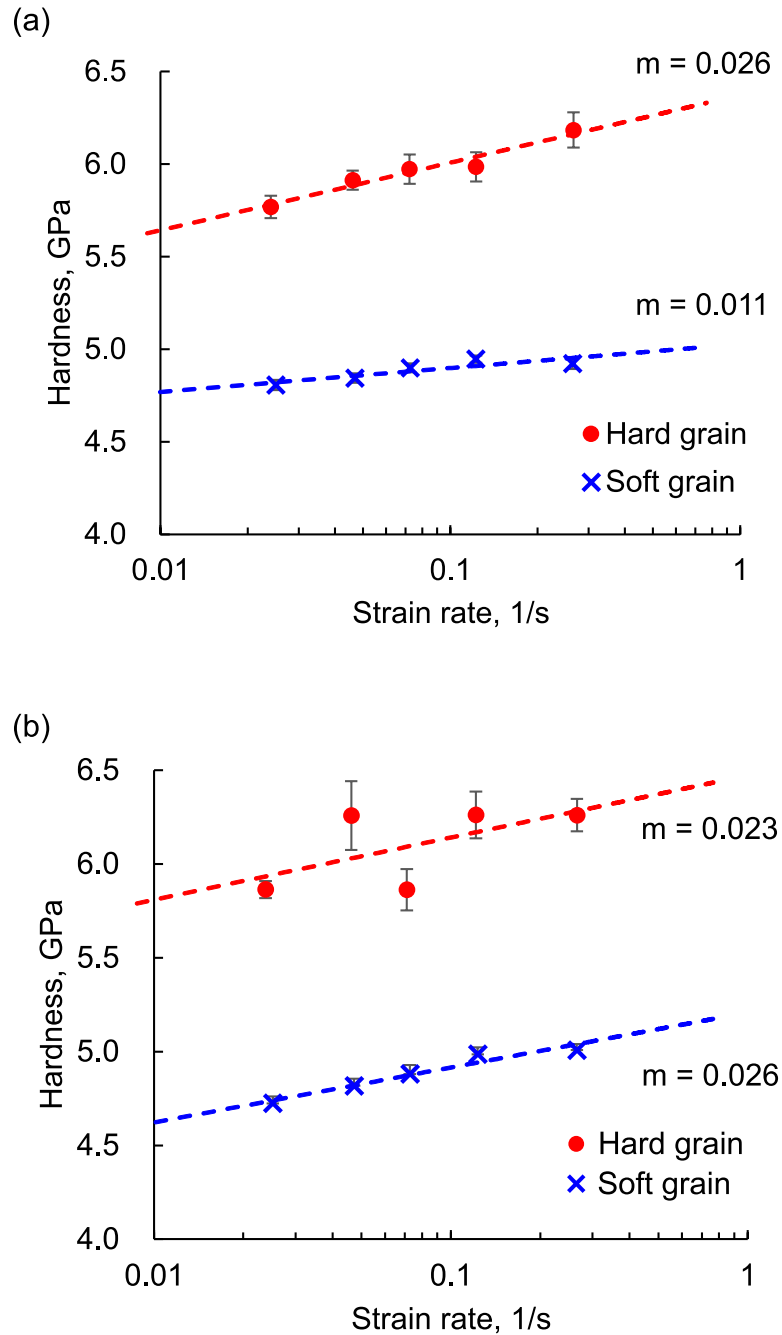 (a)
6.5
m = 0.026
6.0
5.5
m = 0.011
5.0
4.5
4.0
Hardness, GPa
Hard grain
Soft grain
0.01
0.1
1
Strain rate, 1/s
(b)
6.5
m = 0.023
6.0
5.5
5.0
m = 0.026
4.5
4.0
Hardness, GPa
Hard grain
Soft grain
0.01
0.1
1
Strain rate, 1/s